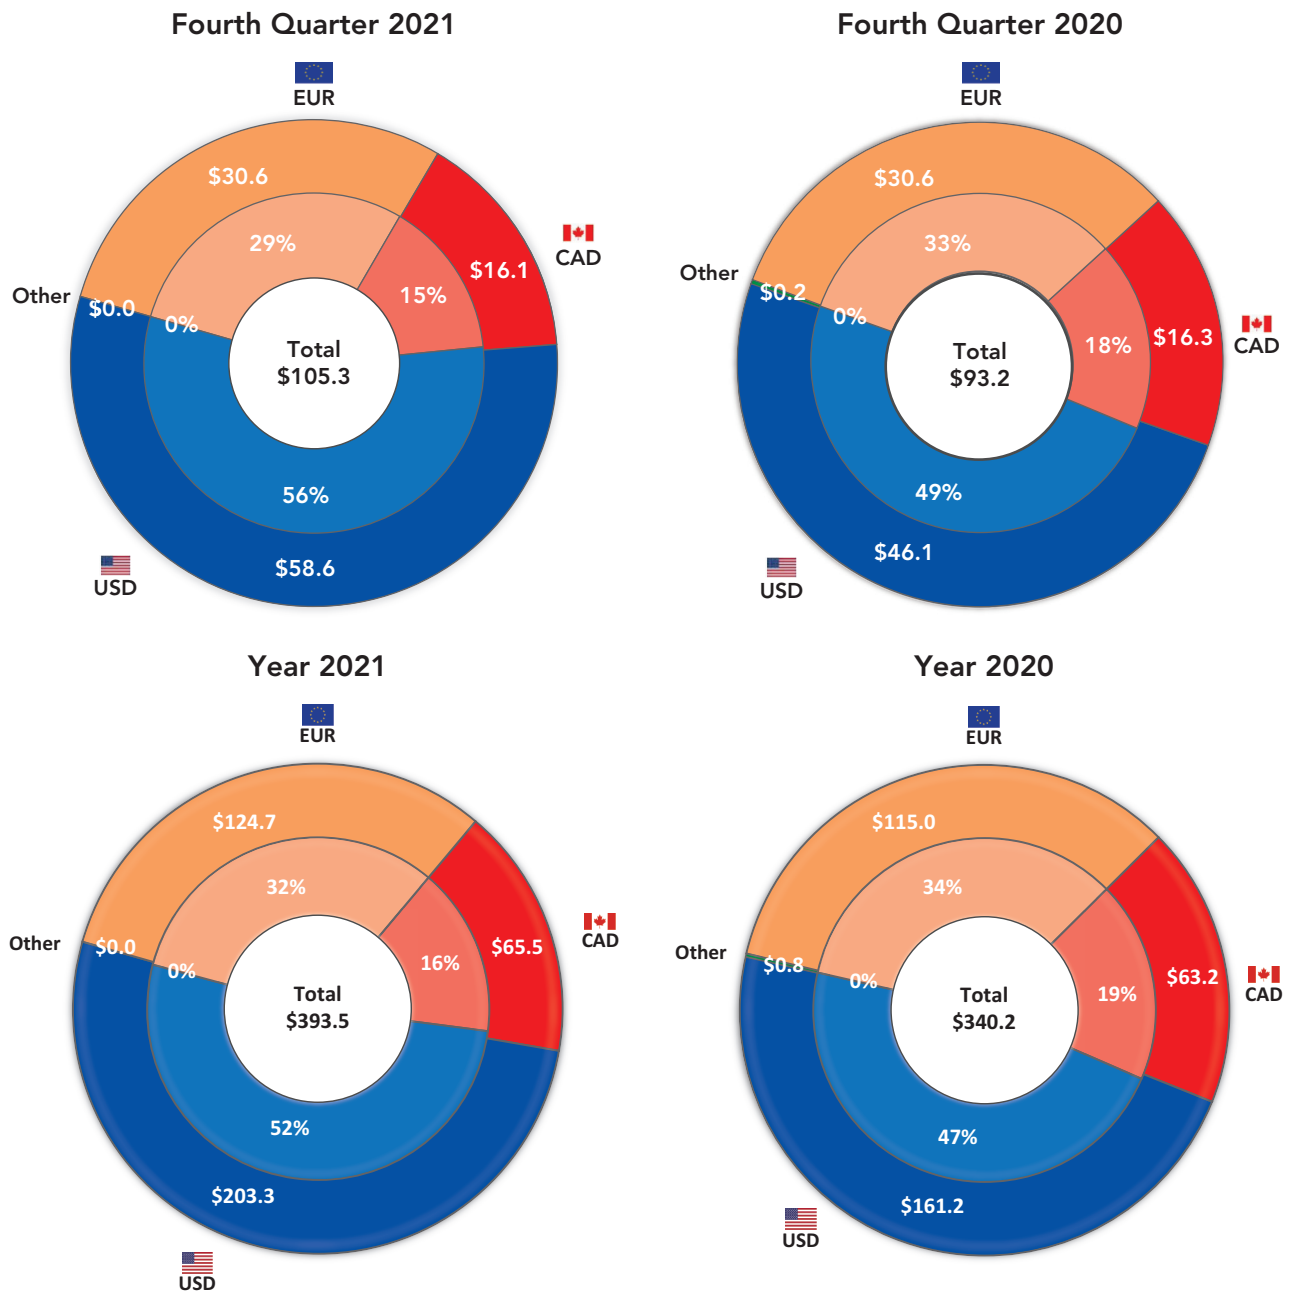 Fourth Quarter 2021
EUR
$30.6
29%
CAD
$16.1
15%
Other
$0.0
0%
Total
$105.3
56%
$58.6
USD
Fourth Quarter 2020
EUR
$30.6
33%
Other
$0.2
0%
CAD
$16.3
18%
Total
$93.2
49%
$46.1
USD
Year 2021
EUR
$124.7
32%
CAD
$65.5
16%
Other
$0.0
0%
Total
$393.5
52%
$203.3
USD
Year 2020
EUR
$115.0
34%
Other
$0.8
0%
CAD
$63.2
19%
Total
$340.2
47%
$161.2
USD